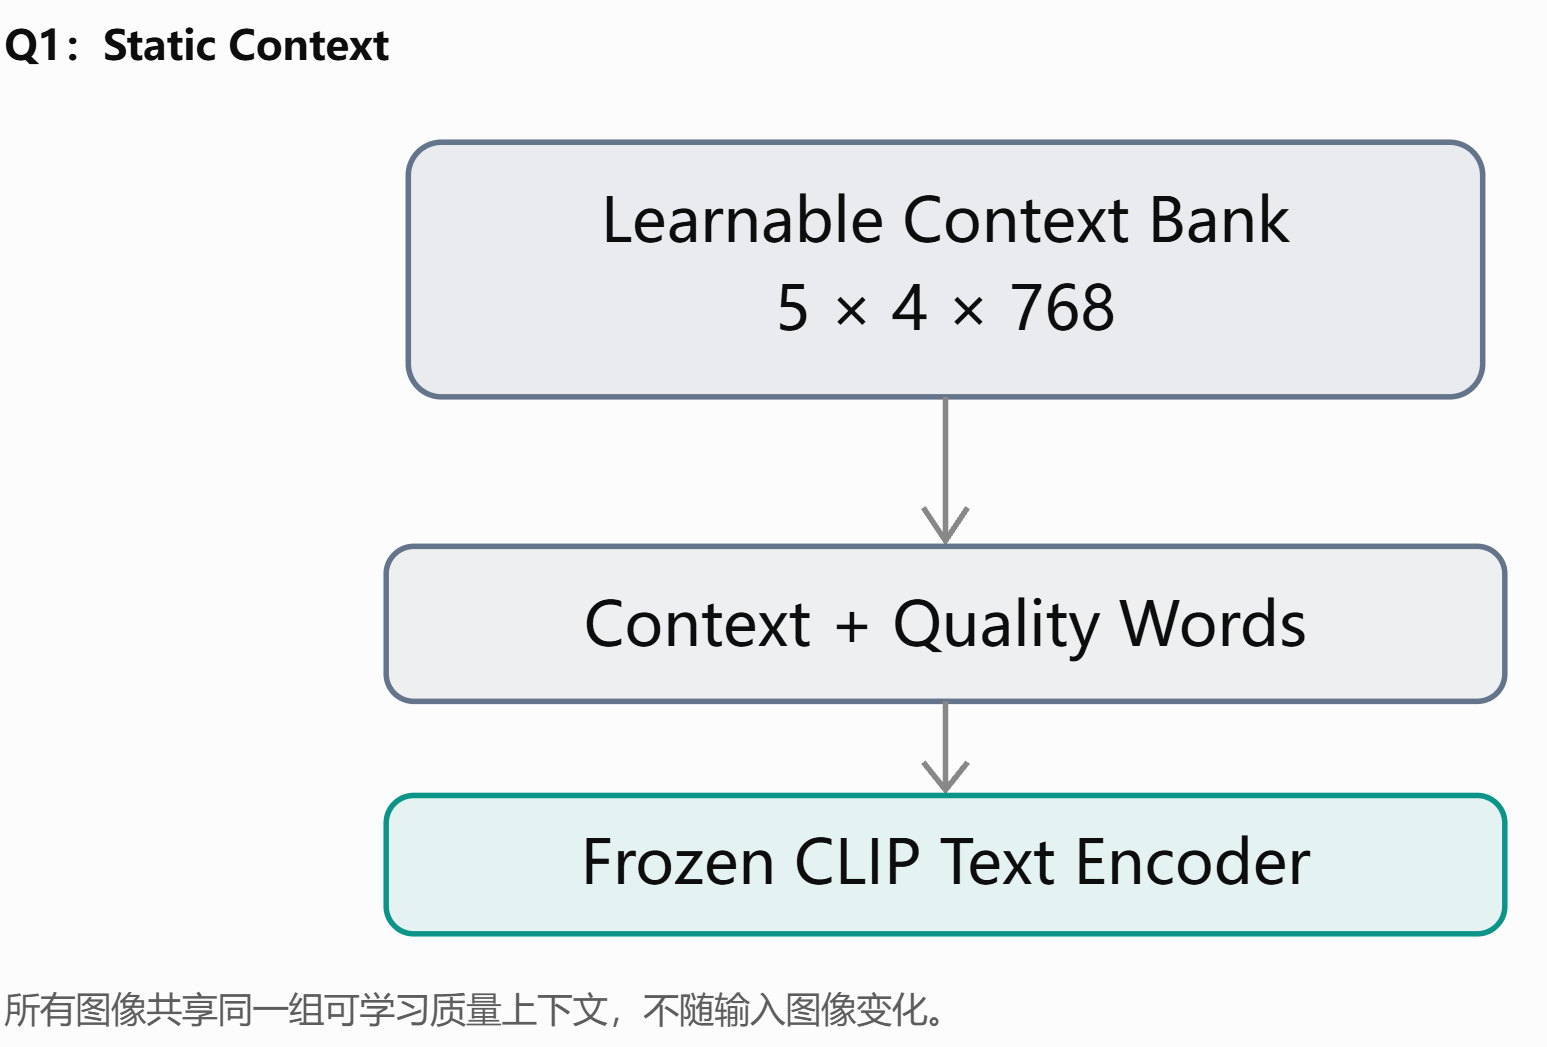 Q1：Static Context
Learnable Context Bank
5 × 4 × 768
Context + Quality Words
Frozen CLIP Text Encoder
所有图像共享同一组可学习质量上下文，不随输入图像变化。